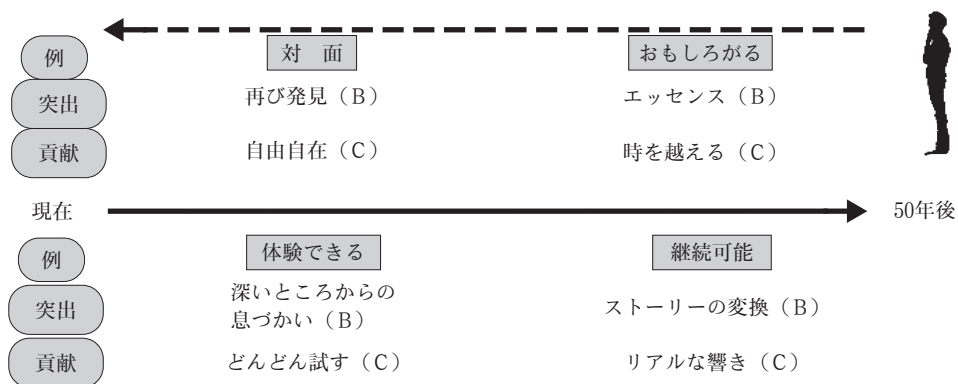 例 対 面 おもしろがる
突出 再び発見（B） エッセンス（B）
貢献 自由自在（C） 時を越える（C）
現在 50年後
例 体験できる 継続可能
突出 深いところからの
息づかい（B） ストーリーの変換（B）
貢献 どんどん試す（C） リアルな響き（C）